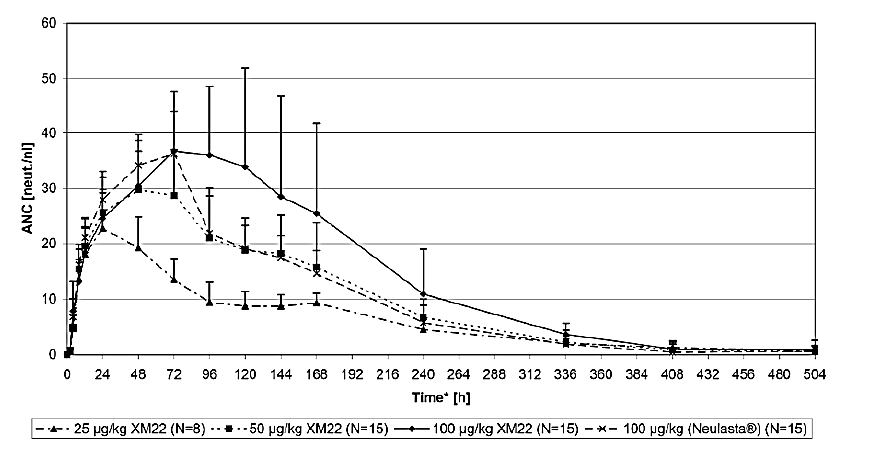 60
50
40
30
20
10
0
ANC [neut./nl]
0 24 48 72 96 120 144 168 192 216 240 264 288 312 336 360 384 408 432 456 480 504
Time* [h]
25 µg/kg XM22 (N=8) 50 µg/kg XM22 (N=15) 100 µg/kg XM22 (N=15) 100 µg/kg (Neulasta®) (N=15)